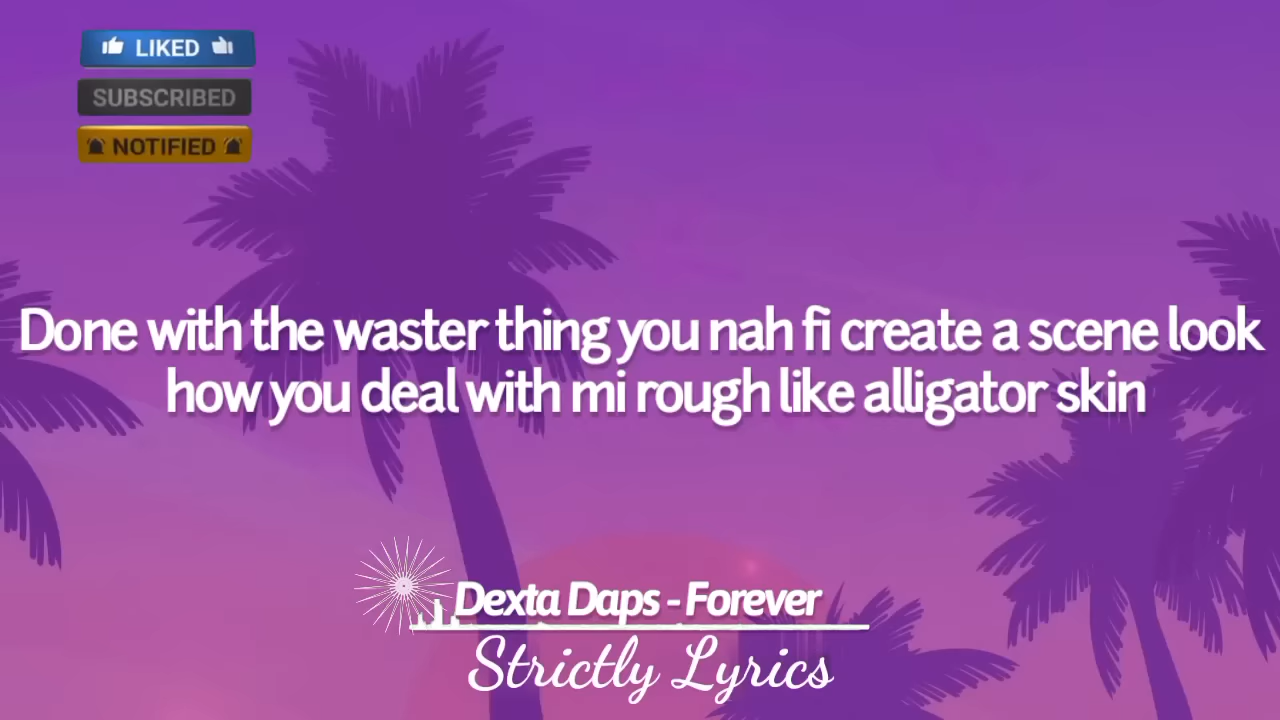 LIKED
SUBSCRIBED
NOTIFIED
Done with the waster thing you nah fi create a scene look
how you deal with mi rough like alligator skin
Dexta Daps - Forever
Strictly Lyrics